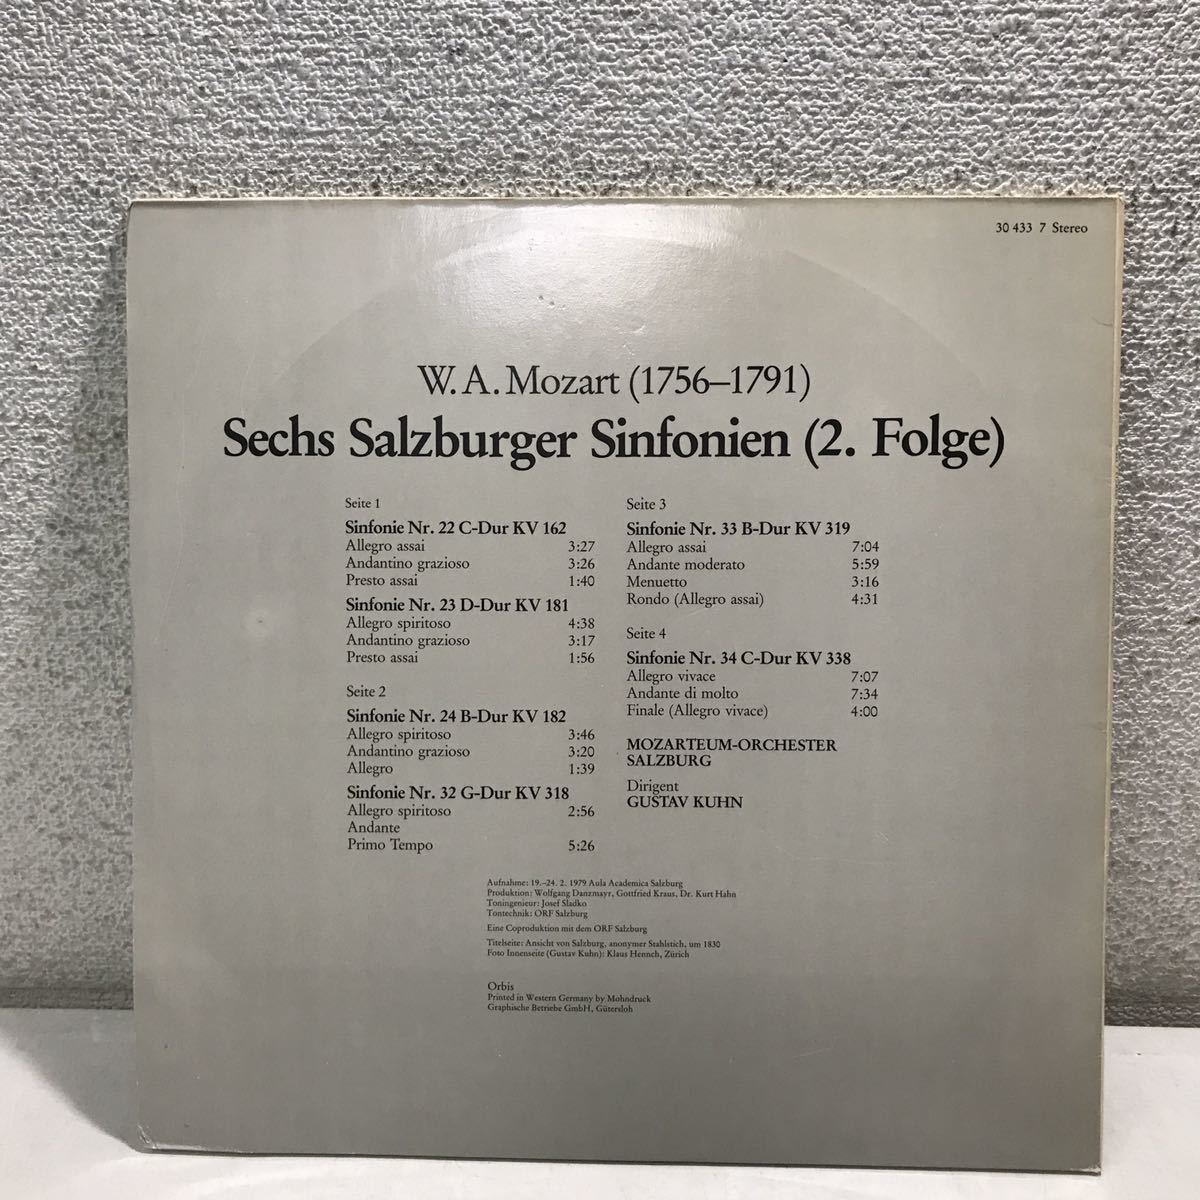 30 433 7 Stereo
W. A. Mozart (1756–1791)
Sechs Salzburger Sinfonien (2. Folge)
Seite 1
Sinfonie Nr. 22 C-Dur KV 162
Allegro assai 3:27
Andantino grazioso 3:26
Presto assai 1:40
Sinfonie Nr. 23 D-Dur KV 181
Allegro spiritoso 4:38
Andantino grazioso 3:17
Presto assai 1:56
Seite 2
Sinfonie Nr. 24 B-Dur KV 182
Allegro spiritoso 3:46
Andantino grazioso 3:20
Allegro 1:39
Sinfonie Nr. 32 G-Dur KV 318
Allegro spiritoso 2:56
Andante
Primo Tempo 5:26
Seite 3
Sinfonie Nr. 33 B-Dur KV 319
Allegro assai 7:04
Andante moderato 5:59
Menuetto 3:16
Rondo (Allegro assai) 4:31
Seite 4
Sinfonie Nr. 34 C-Dur KV 338
Allegro vivace 7:07
Andante di molto 7:34
Finale (Allegro vivace) 4:00
MOZARTEUM-ORCHESTER
SALZBURG
Dirigent
GUSTAV KUHN
Aufnahme: 19.–24. 2. 1979 Aula Academica Salzburg
Produktion: Wolfgang Danzmayr, Gottfried Kraus, Dr. Kurt Hahn
Toningenieur: Josef Sladko
Tontechnik: ORF Salzburg
Eine Coproduktion mit dem ORF Salzburg
Titelseite: Ansicht von Salzburg, anonymer Stahlstich, um 1830
Foto Innenseite (Gustav Kuhn): Klaus Hennch, Zürich
Orbis
Printed in Western Germany by Mohndruck
Graphische Betriebe GmbH, Gütersloh